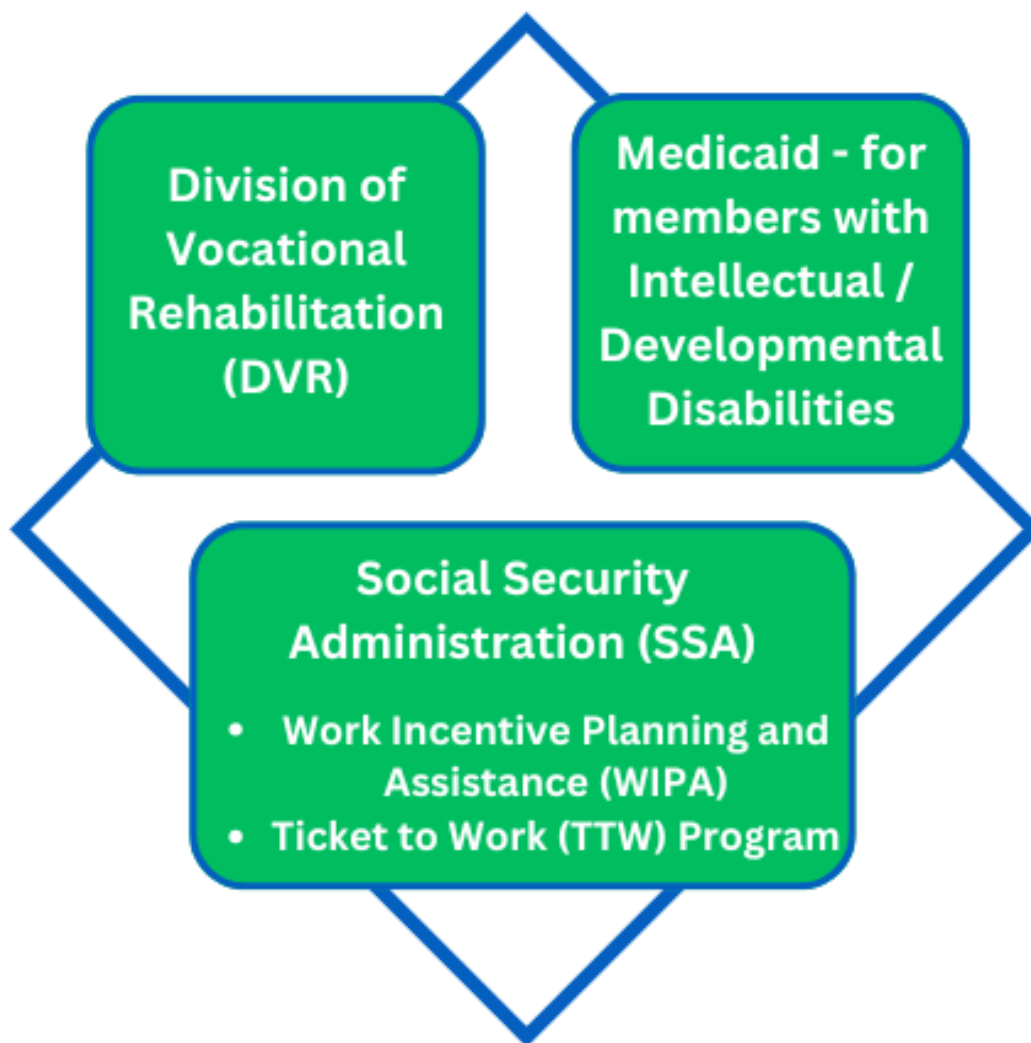 Division of
Vocational
Rehabilitation
(DVR)
Medicaid - for
members with
Intellectual /
Developmental
Disabilities
Social Security
Administration (SSA)
• Work Incentive Planning and
Assistance (WIPA)
• Ticket to Work (TTW) Program